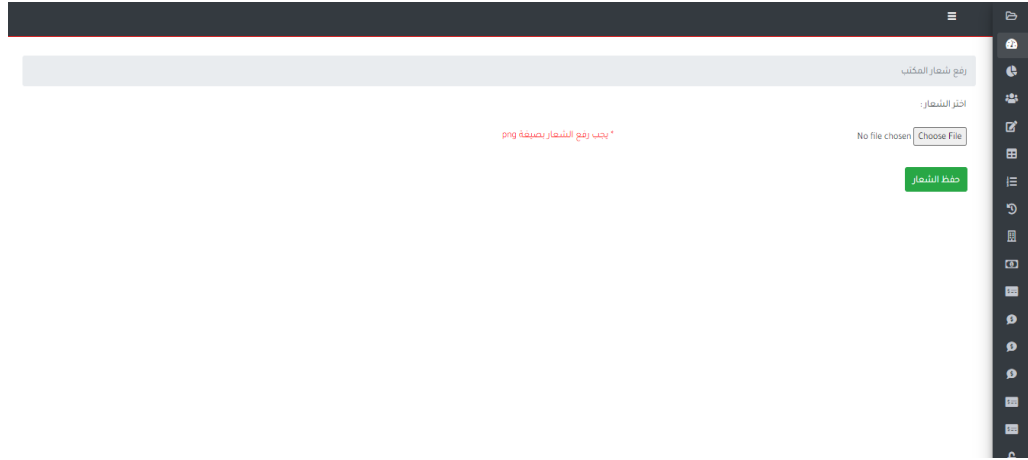 رفع شعار المكتب
اختر الشعار :
Choose File No file chosen
* يجب رفع الشعار بصيغة png
حفظ الشعار